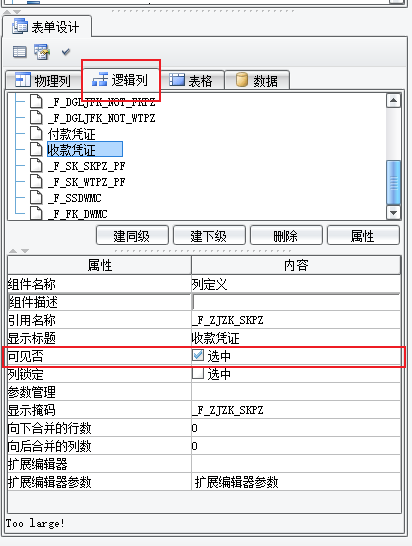 表单设计
物理列 逻辑列 表格 数据
_F_DGLJFK_NOT_FKPZ
_F_DGLJFK_NOT_WTPZ
付款凭证
收款凭证
_F_SK_SKPZ_PF
_F_SK_WTPZ_PF
_F_SSDWMC
_F_FK_DWMC
建同级 建下级 删除 属性
属性 内容
组件名称 列定义
组件描述
引用名称 _F_ZJZK_SKPZ
显示标题 收款凭证
可见否 选中
列锁定 选中
参数管理
显示掩码 _F_ZJZK_SKPZ
向下合并的行数 0
向后合并的列数 0
扩展编辑器
扩展编辑器参数 扩展编辑器参数
Too large!